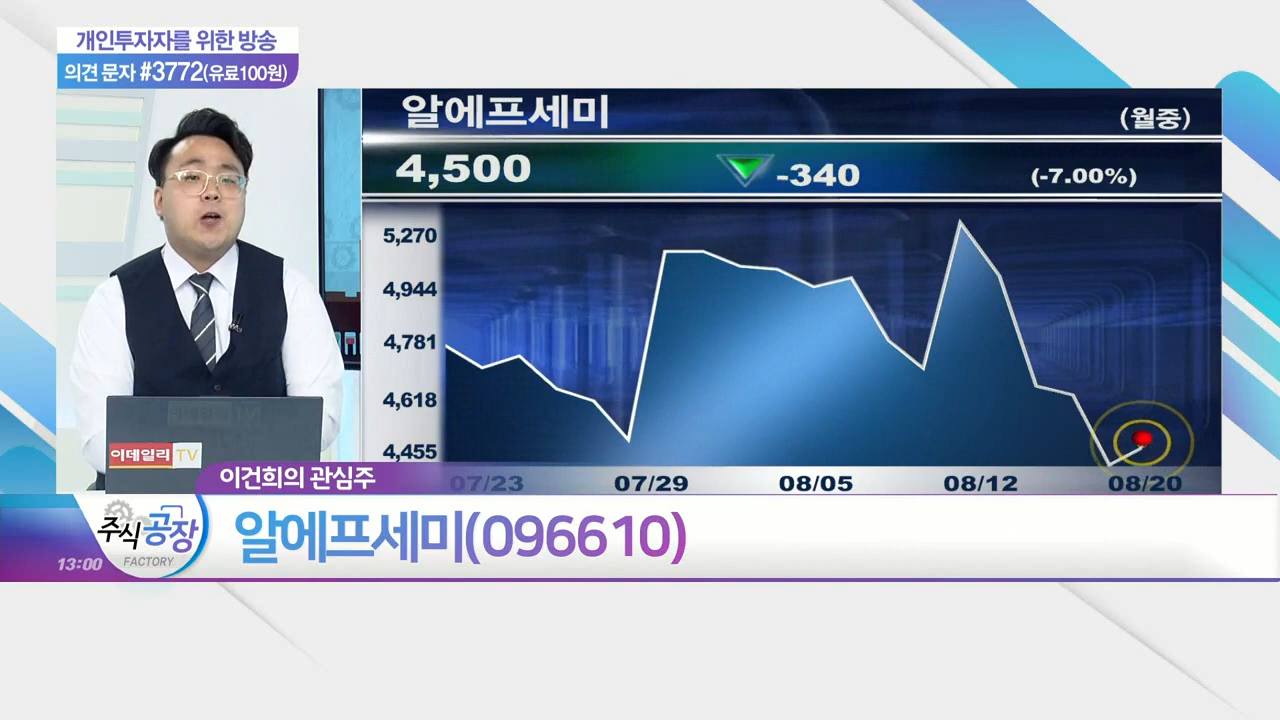 개인투자자를 위한 방송
의견 문자 #3772(유료100원)
알에프세미
(월중)
4,500
-340
(-7.00%)
5,270
4,944
4,781
4,618
4,455
07/23
07/29
08/05
08/12
08/20
이데일리 TV
이건희의 관심주
주식공장
FACTORY
13:00
알에프세미(096610)